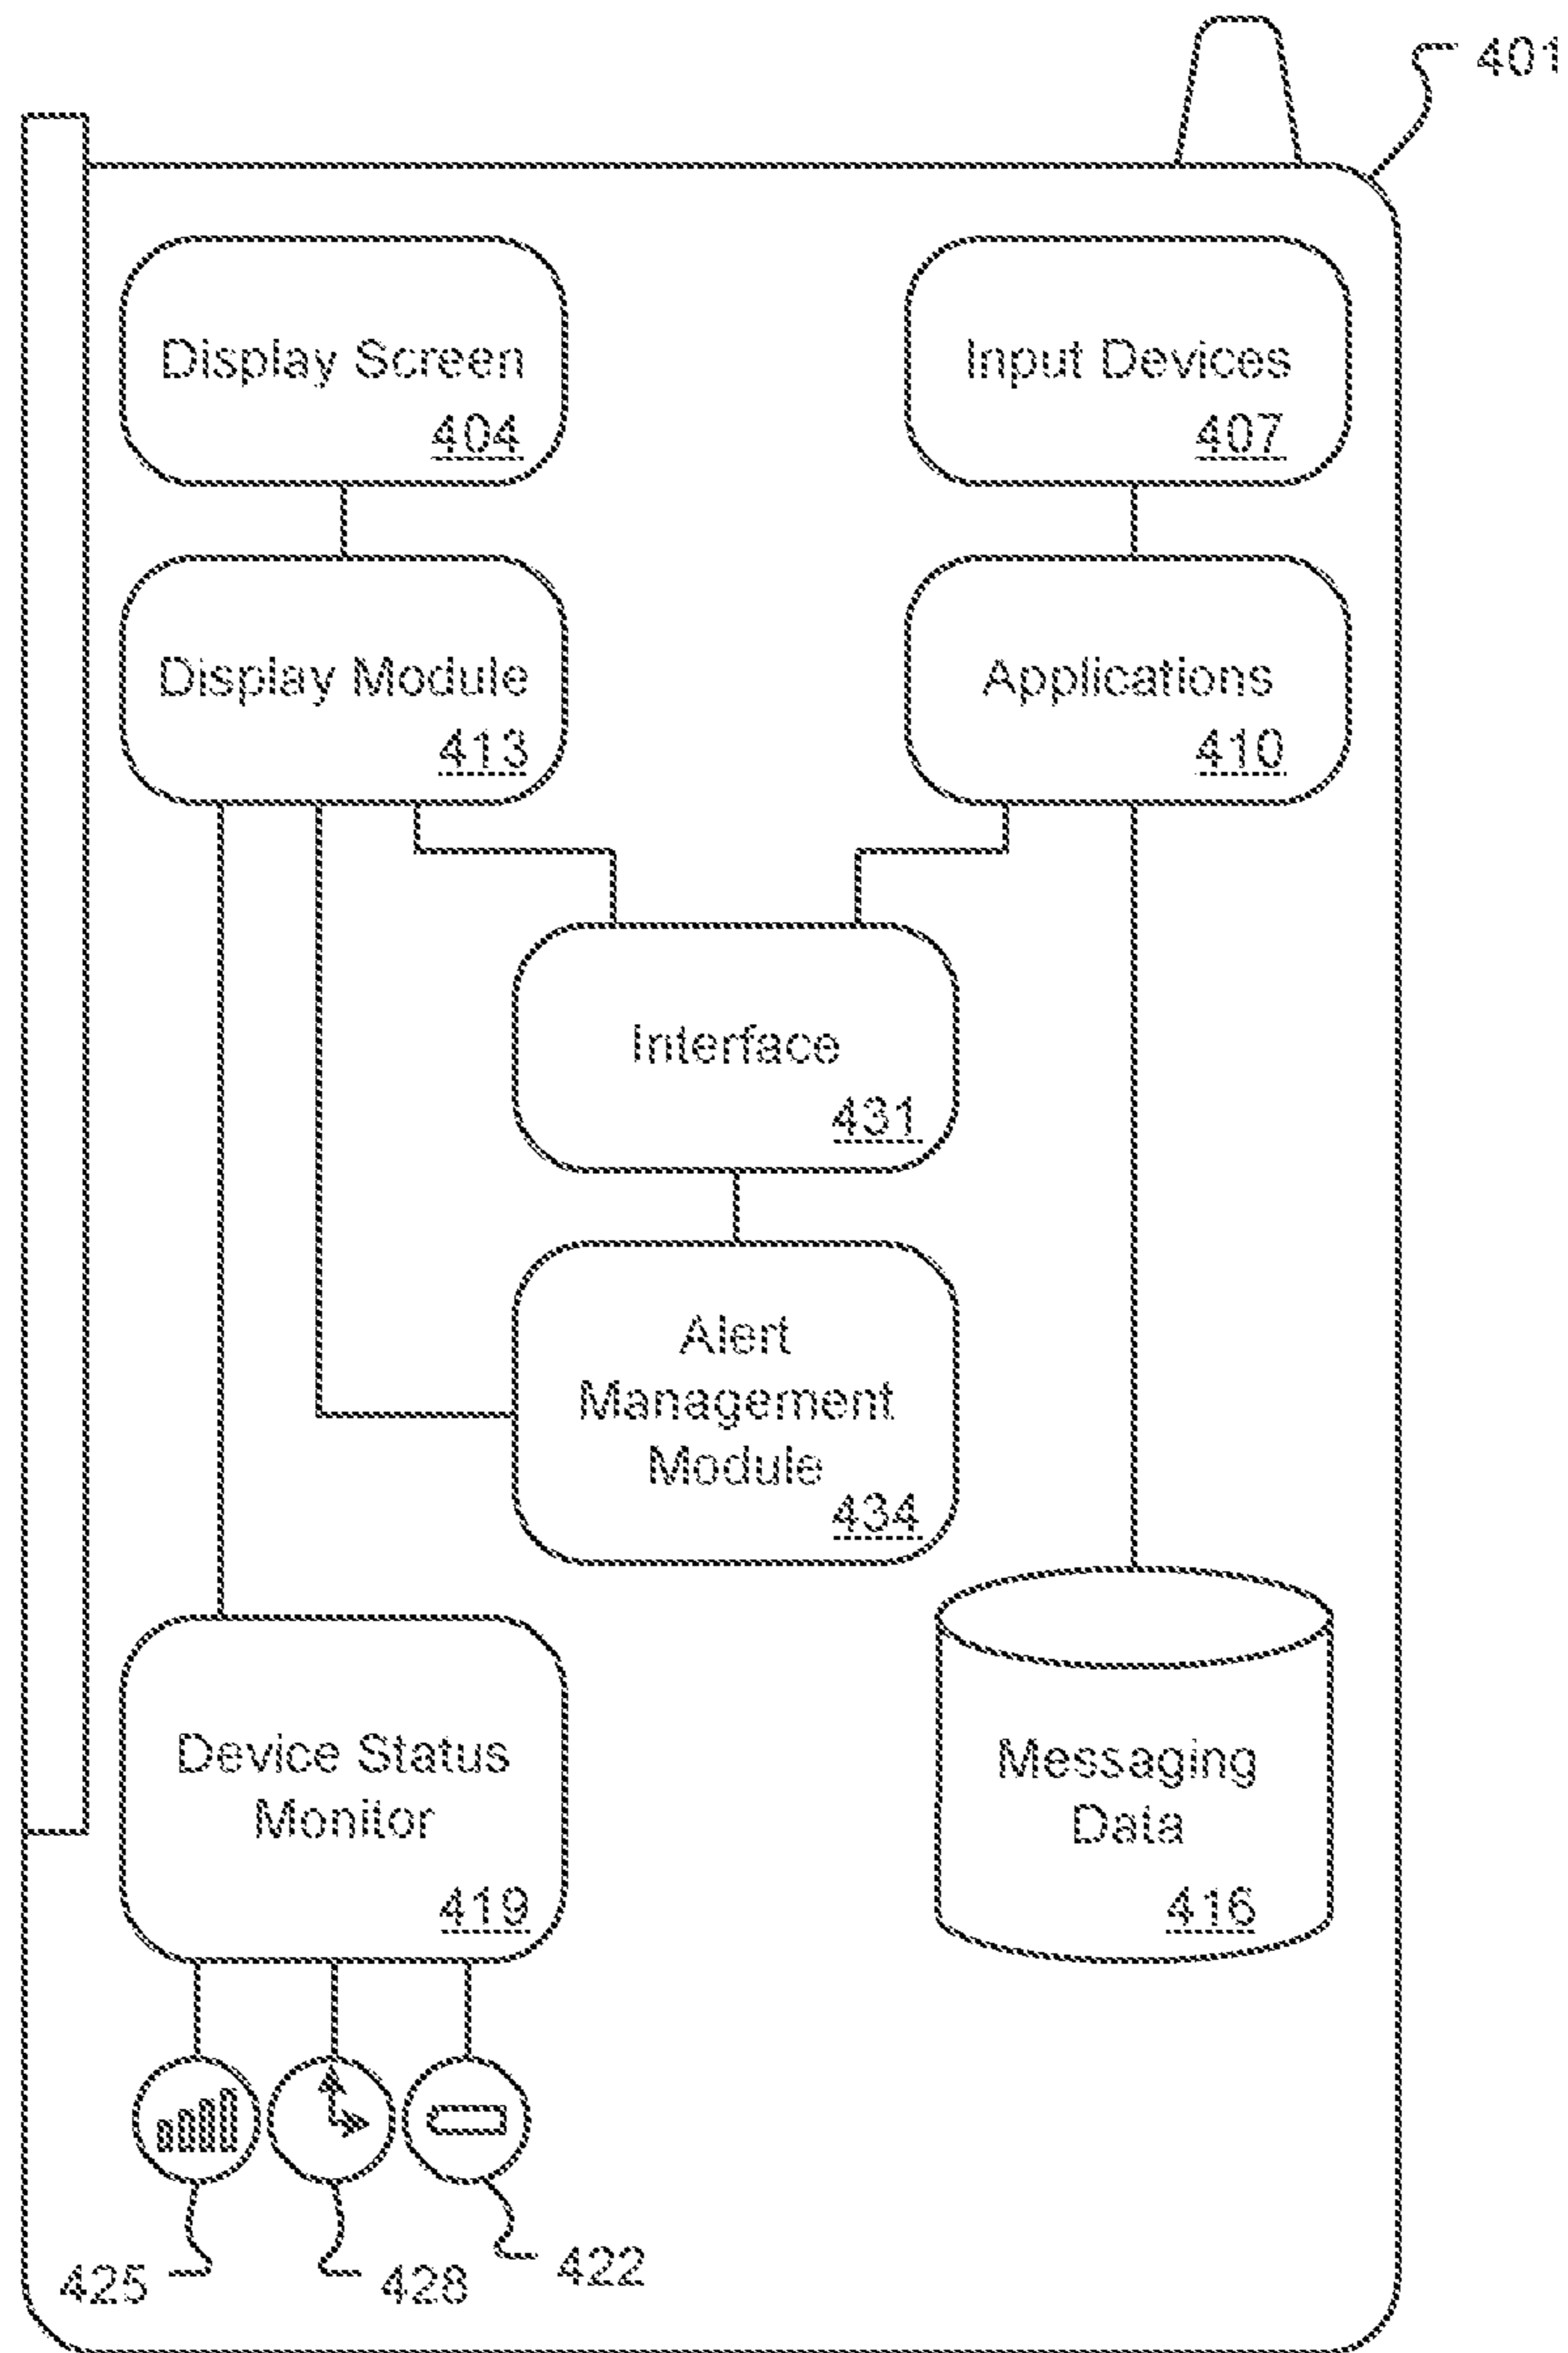 401
Display Screen
404
Input Devices
407
Display Module
413
Applications
410
Interface
431
Alert
Management
Module
434
Device Status
Monitor
419
Messaging
Data
416
425
428
422